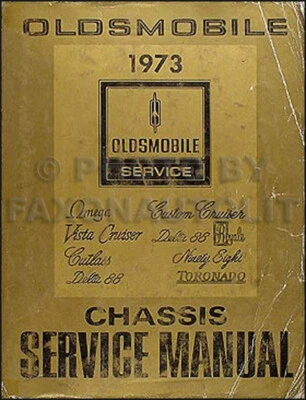 OLDSMOBILE
1973
OLDSMOBILE
SERVICE
Omega
Custom Cruiser
Vista Cruiser
Delta 88 Royale
Cutlass
Ninety Eight
Delta 88
TORONADO
CHASSIS
SERVICE MANUAL